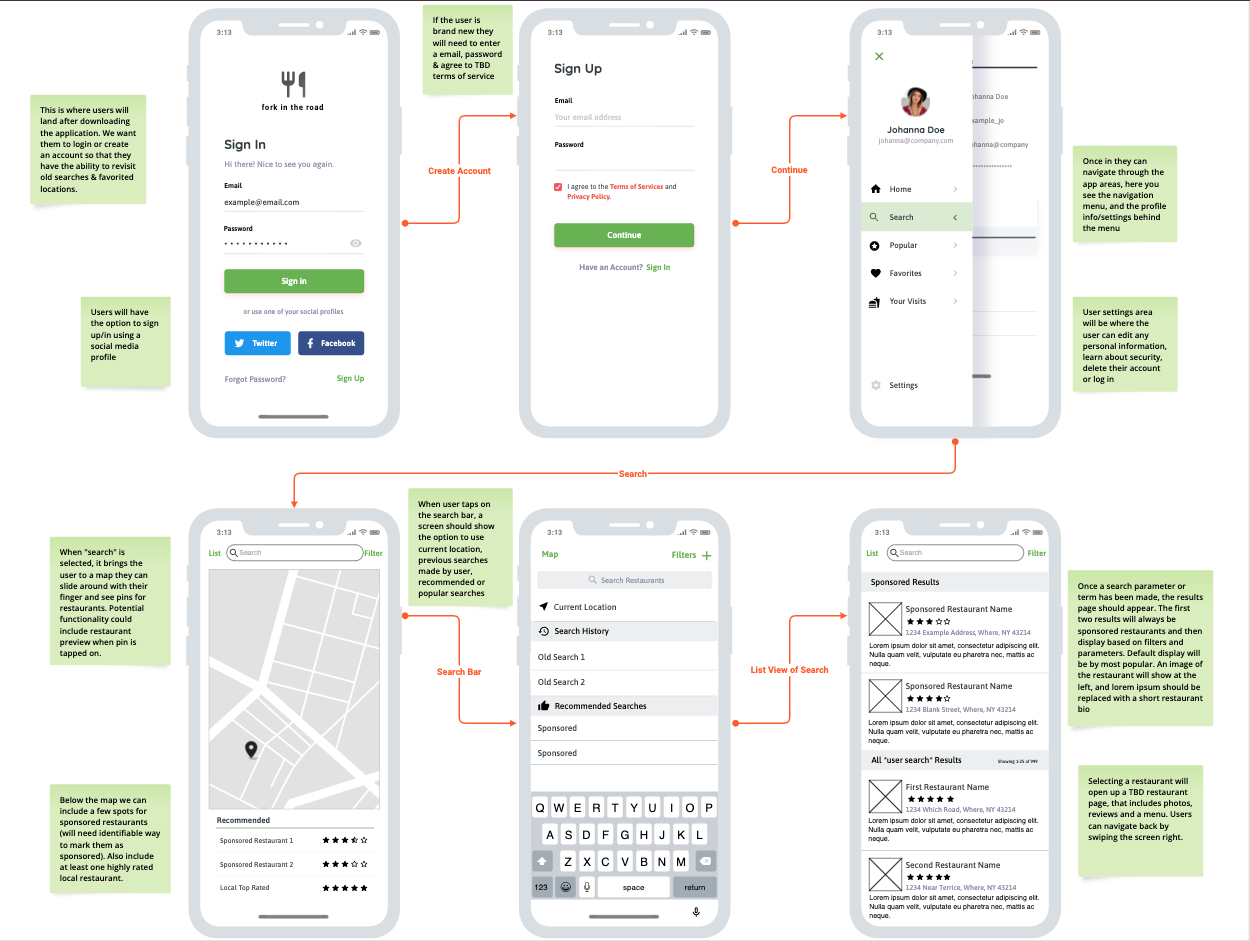 This is where users will
land after downloading
the application. We want
them to login or create
an account so that they
have the ability to revisit
old searches & favorited
locations.
Users will have
the option to sign
up/in using a
social media
profile
3:13
fork in the road
Sign In
Hi there! Nice to see you again.
Email
example@email.com
Password
Sign in
or use one of your social profiles
Twitter
Facebook
Forgot Password?
Sign Up
If the user is
brand new they
will need to enter
a email, password
& agree to TBD
terms of service
Create Account
3:13
Sign Up
Email
Your email address
Password
I agree to the Terms of Services and
Privacy Policy.
Continue
Have an Account? Sign In
Continue
3:13
Johanna Doe
johanna@company.com
Home
Search
Popular
Favorites
Your Visits
Settings
ohanna Doe
xample_jo
hanna@company
Once in they can
navigate through the
app areas, here you
see the navigation
menu, and the profile
info/settings behind
the menu
User settings area
will be where the
user can edit any
personal information,
learn about security,
delete their account
or log in
Search
When "search" is
selected, it brings the
user to a map they can
slide around with their
finger and see pins for
restaurants. Potential
functionality could
include restaurant
preview when pin is
tapped on.
Below the map we can
include a few spots for
sponsored restaurants
(will need identifiable way
to mark them as
sponsored). Also include
at least one highly rated
local restaurant.
3:13
List
Search
Filter
Recommended
Sponsored Restaurant 1
Sponsored Restaurant 2
Local Top Rated
When user taps on
the search bar, a
screen should show
the option to use
current location,
previous searches
made by user,
recommended or
popular searches
Search Bar
3:13
Map
Filters +
Search Restaurants
Current Location
Search History
Old Search 1
Old Search 2
Recommended Searches
Sponsored
Sponsored
Q W E R T Y U I O P
A S D F G H J K L
Z X C V B N M
123 space return
List View of Search
3:13
List
Search
Filter
Sponsored Results
Sponsored Restaurant Name
1234 Example Address, Where, NY 43214
Lorem ipsum dolor sit amet, consectetur adipiscing elit.
Nulla quam velit, vulputate eu pharetra nec, mattis ac
neque.
Sponsored Restaurant Name
1234 Blank Street, Where, NY 43214
Lorem ipsum dolor sit amet, consectetur adipiscing elit.
Nulla quam velit, vulputate eu pharetra nec, mattis ac
neque.
All "user search" Results
Showing 1-25 of 999
First Restaurant Name
1234 Which Road, Where, NY 43214
Lorem ipsum dolor sit amet, consectetur adipiscing elit.
Nulla quam velit, vulputate eu pharetra nec, mattis ac
neque.
Second Restaurant Name
1234 Near Terrice, Where, NY 43214
Lorem ipsum dolor sit amet, consectetur adipiscing elit.
Nulla quam velit, vulputate eu pharetra nec, mattis ac
neque.
Once a search parameter or
term has been made, the results
page should appear. The first
two results will always be
sponsored restaurants and then
display based on filters and
parameters. Default display will
be by most popular. An image of
the restaurant will show at the
left, and lorem ipsum should be
replaced with a short restaurant
bio
Selecting a restaurant will
open up a TBD restaurant
page, that includes photos,
reviews and a menu. Users
can navigate back by
swiping the screen right.